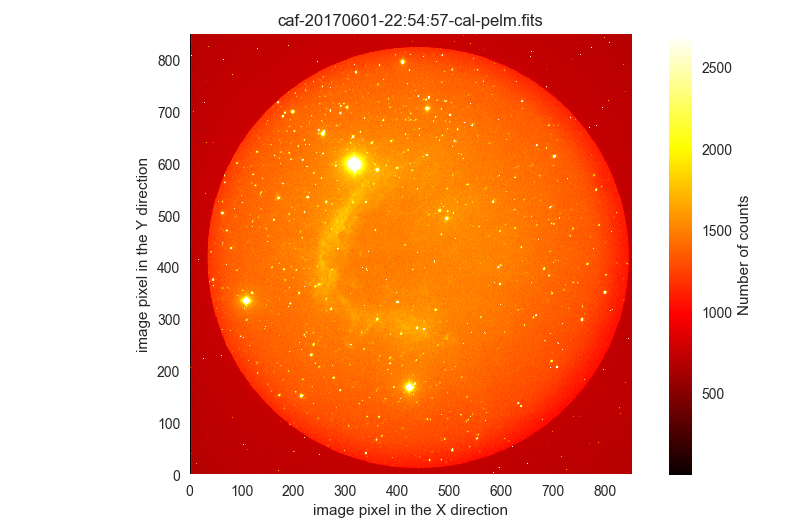 caf-20170601-22:54:57-cal-pelm.fits
800
700
600
500
400
300
200
100
0
image pixel in the Y direction
0 100 200 300 400 500 600 700 800
image pixel in the X direction
2500
2000
1500
1000
500
Number of counts